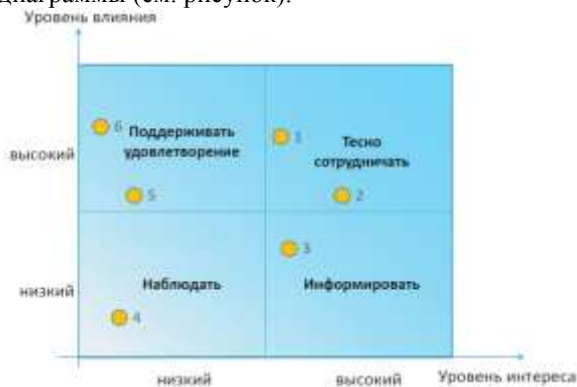 диаграммы (см. рисунок).
Уровень влияния
6
Поддерживать
удовлетворение
1
Тесно
сотрудничать
высокий
5
2
3
Наблюдать
Информировать
низкий
4
низкий
высокий
Уровень интереса